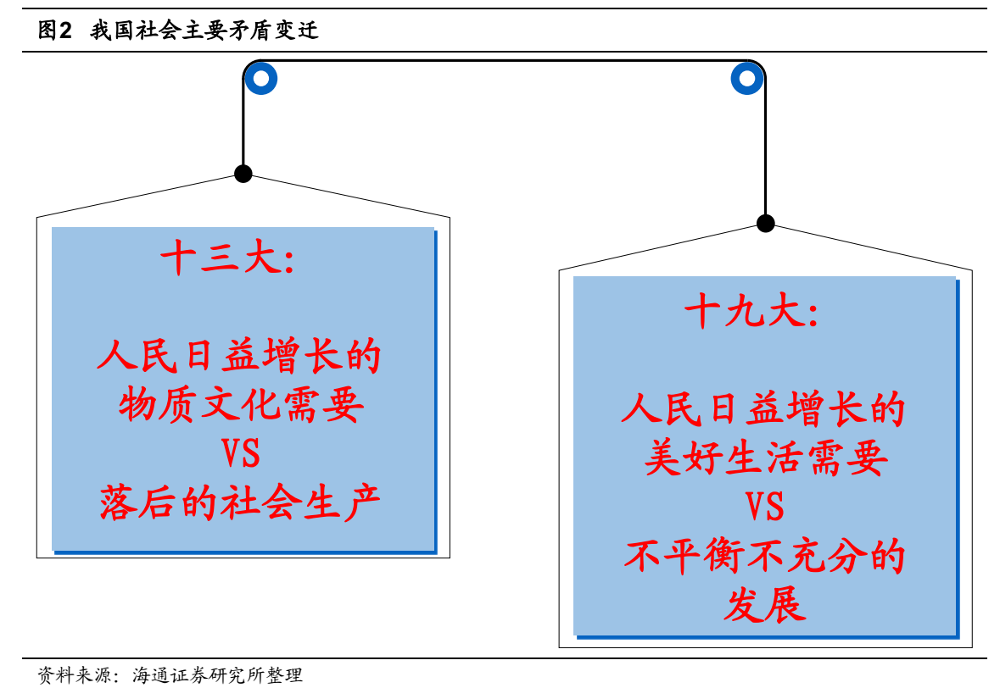 图2 我国社会主要矛盾变迁
十三大：
人民日益增长的
物质文化需要
VS
落后的社会生产
十九大：
人民日益增长的
美好生活需要
VS
不平衡不充分的
发展
资料来源：海通证券研究所整理